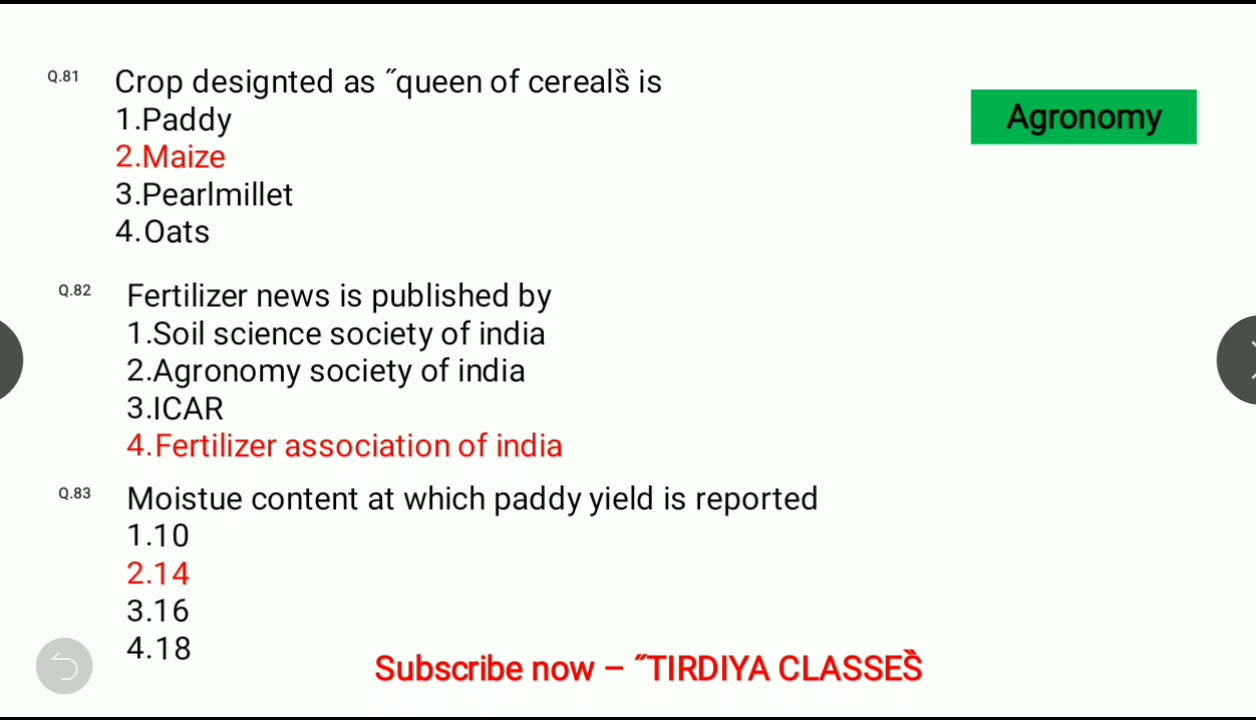 Q.81 Crop designted as ˝queen of cereals̏ is
1.Paddy
2.Maize
3.Pearlmillet
4.Oats
Agronomy
Q.82 Fertilizer news is published by
1.Soil science society of india
2.Agronomy society of india
3.ICAR
4.Fertilizer association of india
Q.83 Moistue content at which paddy yield is reported
1.10
2.14
3.16
4.18
Subscribe now – ˝TIRDIYA CLASSES̏